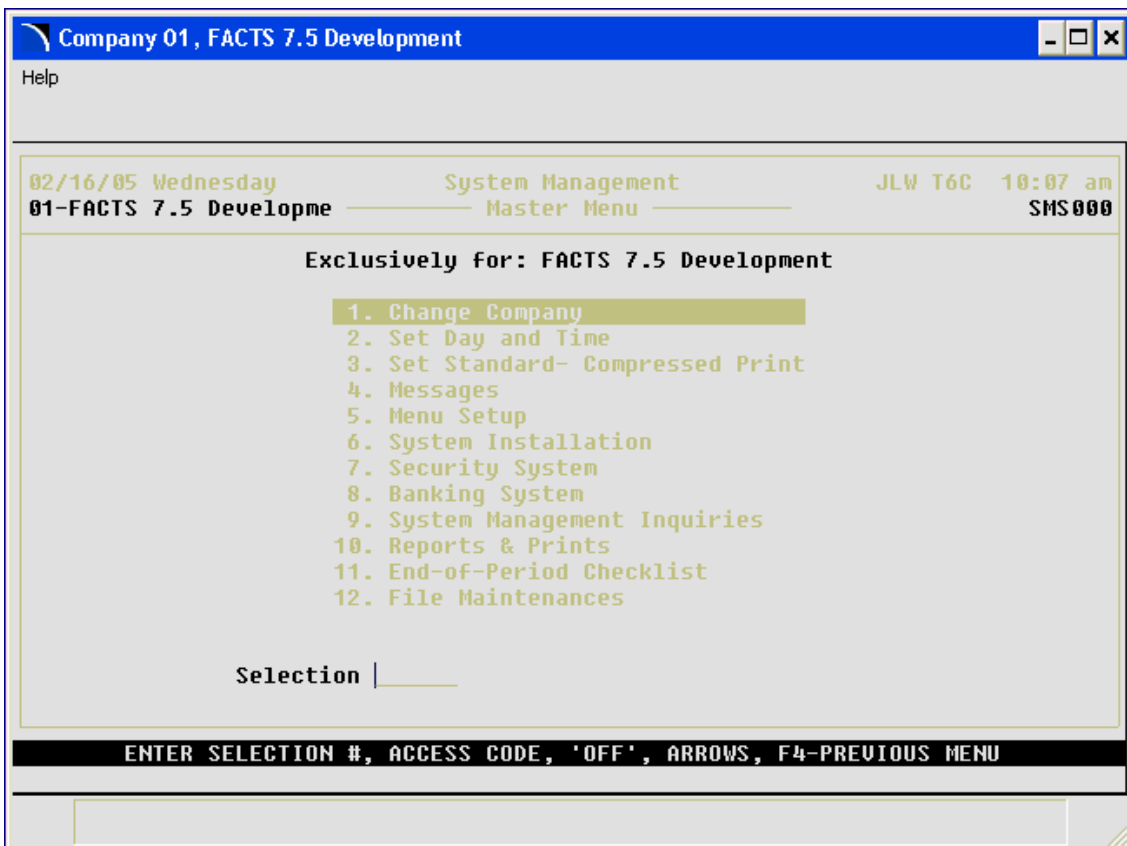 Company 01, FACTS 7.5 Development
Help
02/16/05 Wednesday System Management JLW T6C 10:07 am
01-FACTS 7.5 Developme Master Menu SMS000
Exclusively for: FACTS 7.5 Development
1. Change Company
2. Set Day and Time
3. Set Standard- Compressed Print
4. Messages
5. Menu Setup
6. System Installation
7. Security System
8. Banking System
9. System Management Inquiries
10. Reports & Prints
11. End-of-Period Checklist
12. File Maintenances
Selection
ENTER SELECTION #, ACCESS CODE, 'OFF', ARROWS, F4-PREVIOUS MENU